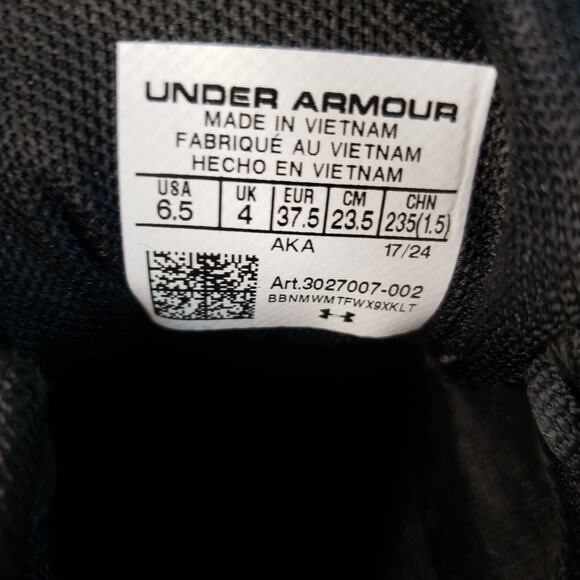 UNDER ARMOUR
MADE IN VIETNAM
FABRIQUÉ AU VIETNAM
HECHO EN VIETNAM
USA UK EUR CM CHN
6.5 4 37.5 23.5 235(1.5)
AKA 17/24
Art.3027007-002
BBNMWMTFWX9XKLT